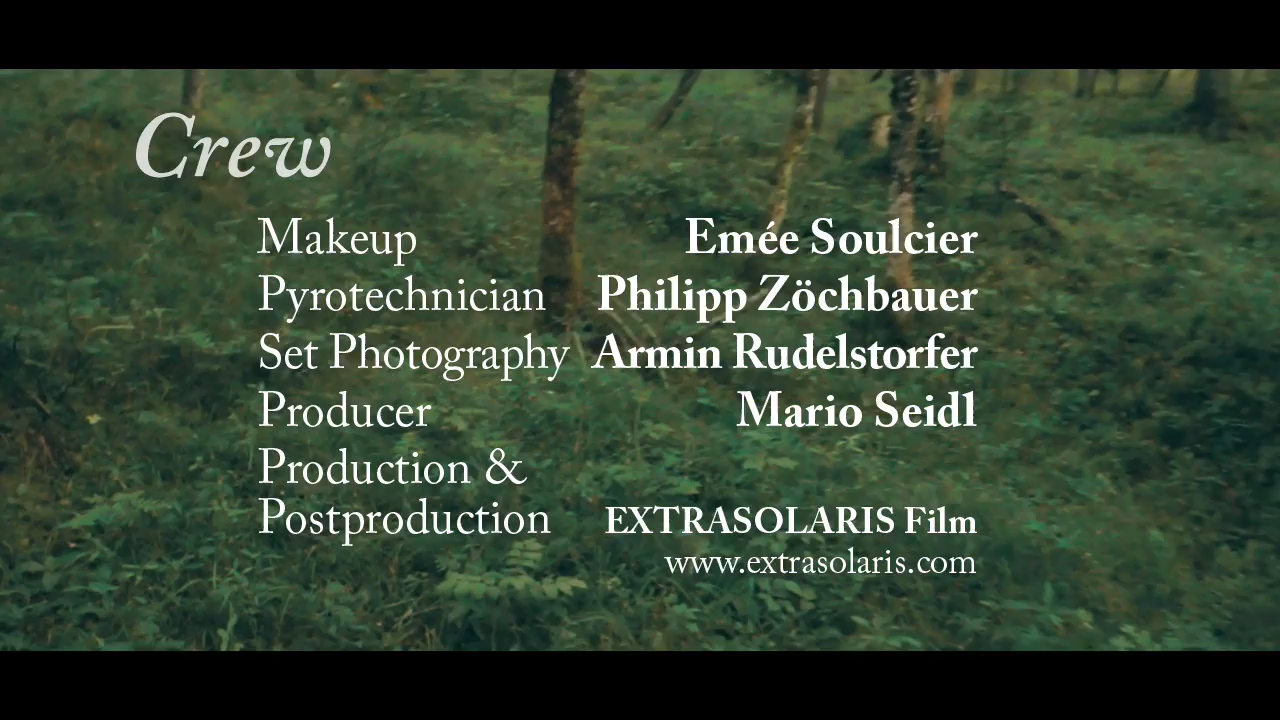 Crew
Makeup Emée Soulcier
Pyrotechnician Philipp Zöchbauer
Set Photography Armin Rudelstorfer
Producer Mario Seidl
Production &
Postproduction EXTRASOLARIS Film
www.extrasolaris.com